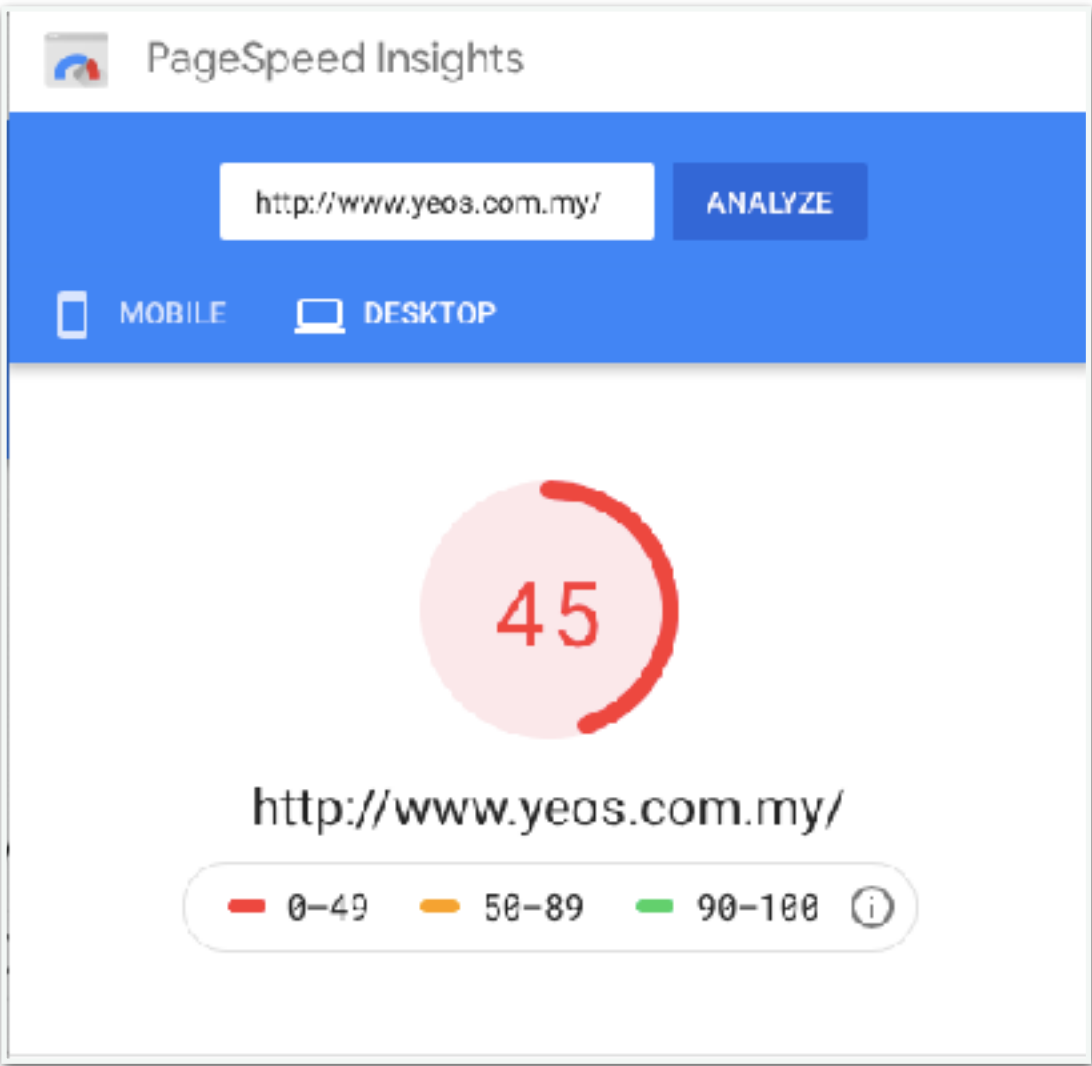 PageSpeed Insights
http://www.yeos.com.my/ ANALYZE
MOBILE DESKTOP
45
http://www.yeos.com.my/
0–49 50–89 90–100